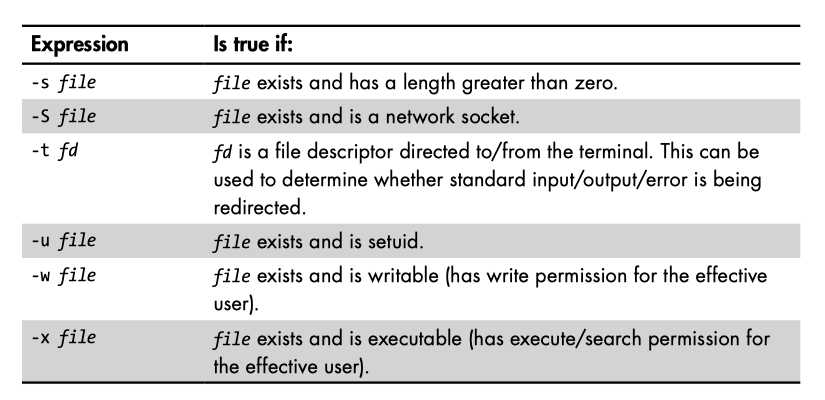 Expression Is true if:
-s file file exists and has a length greater than zero.
-S file file exists and is a network socket.
-t fd fd is a file descriptor directed to/from the terminal. This can be
used to determine whether standard input/output/error is being
redirected.
-u file file exists and is setuid.
-w file file exists and is writable (has write permission for the effective
user).
-x file file exists and is executable (has execute/search permission for
the effective user).